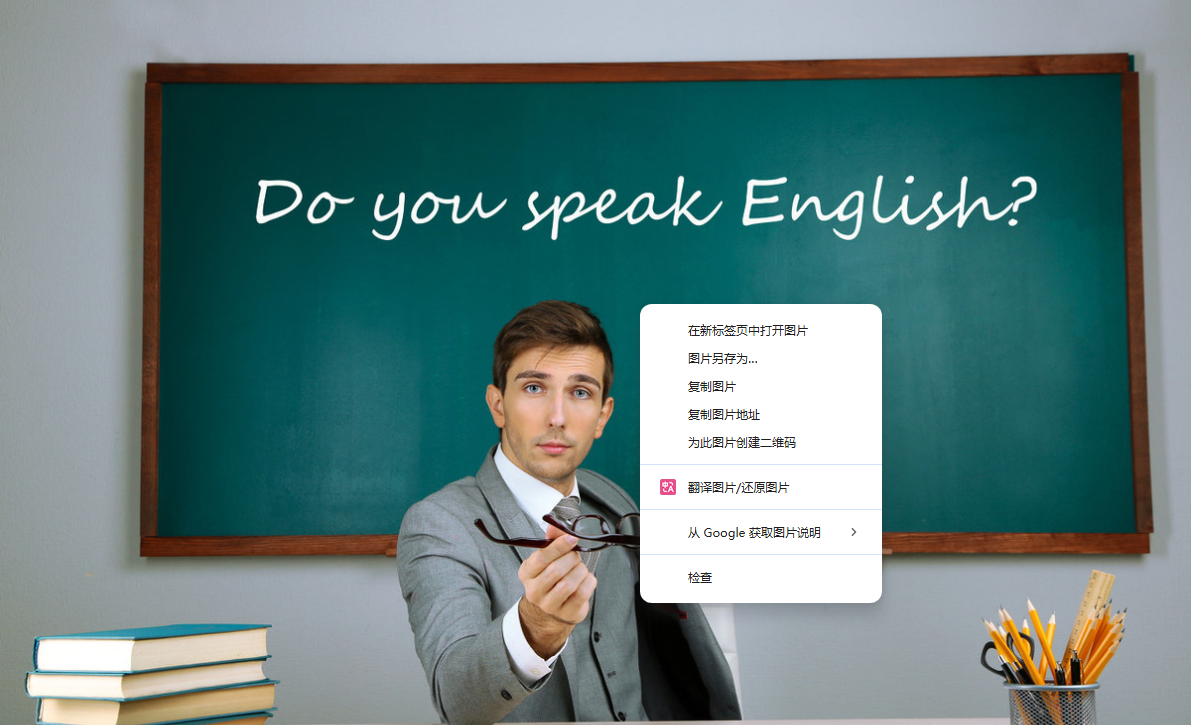 Do you speak English?
在新标签页中打开图片
图片另存为...
复制图片
复制图片地址
为此图片创建二维码
翻译图片/还原图片
从 Google 获取图片说明
检查